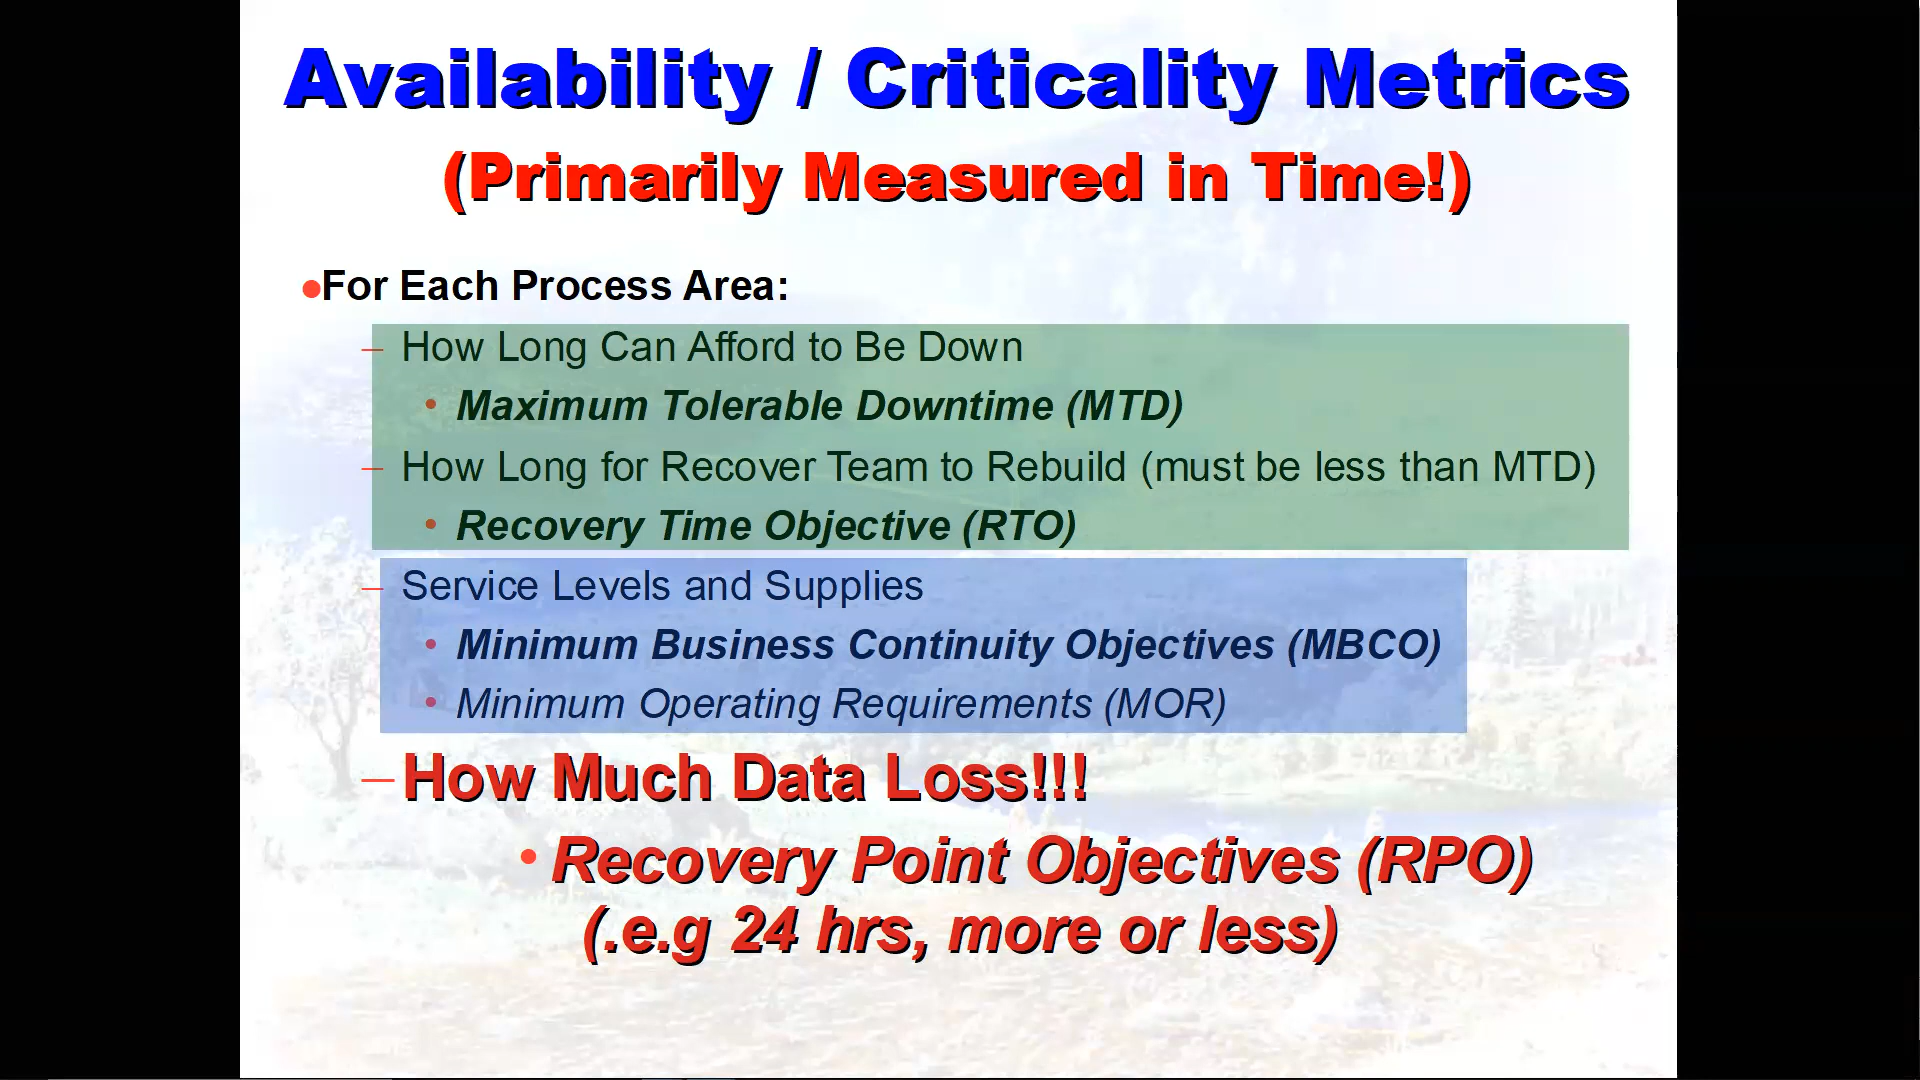 Availability / Criticality Metrics
(Primarily Measured in Time!)
●For Each Process Area:
– How Long Can Afford to Be Down
• Maximum Tolerable Downtime (MTD)
– How Long for Recover Team to Rebuild (must be less than MTD)
• Recovery Time Objective (RTO)
– Service Levels and Supplies
• Minimum Business Continuity Objectives (MBCO)
• Minimum Operating Requirements (MOR)
– How Much Data Loss!!!
• Recovery Point Objectives (RPO)
(.e.g 24 hrs, more or less)